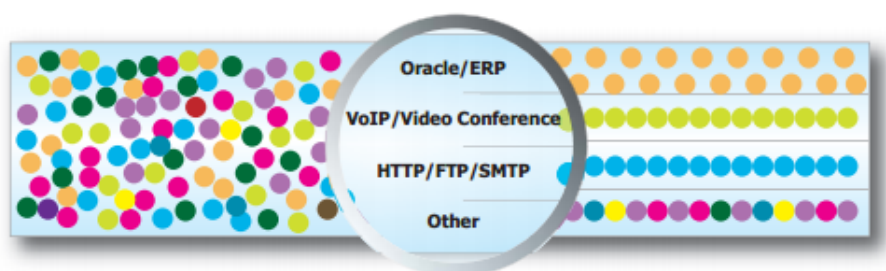 Oracle/ERP
VoIP/Video Conference
HTTP/FTP/SMTP
Other